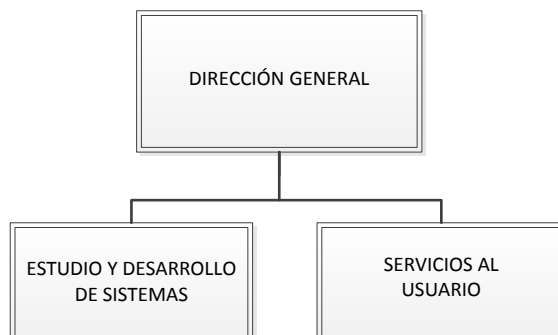 DIRECCIÓN GENERAL
ESTUDIO Y DESARROLLO
DE SISTEMAS
SERVICIOS AL
USUARIO